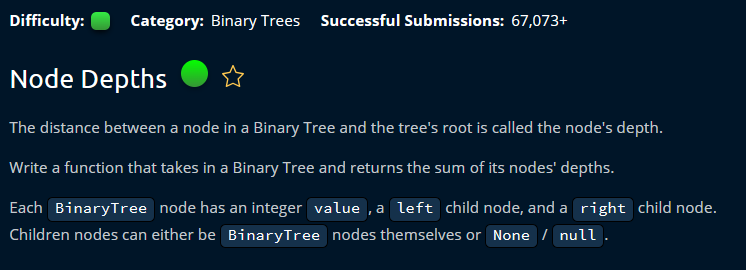 Difficulty: Category: Binary Trees Successful Submissions: 67,073+
Node Depths
The distance between a node in a Binary Tree and the tree's root is called the node's depth.
Write a function that takes in a Binary Tree and returns the sum of its nodes' depths.
Each BinaryTree node has an integer value , a left child node, and a right child node.
Children nodes can either be BinaryTree nodes themselves or None / null .